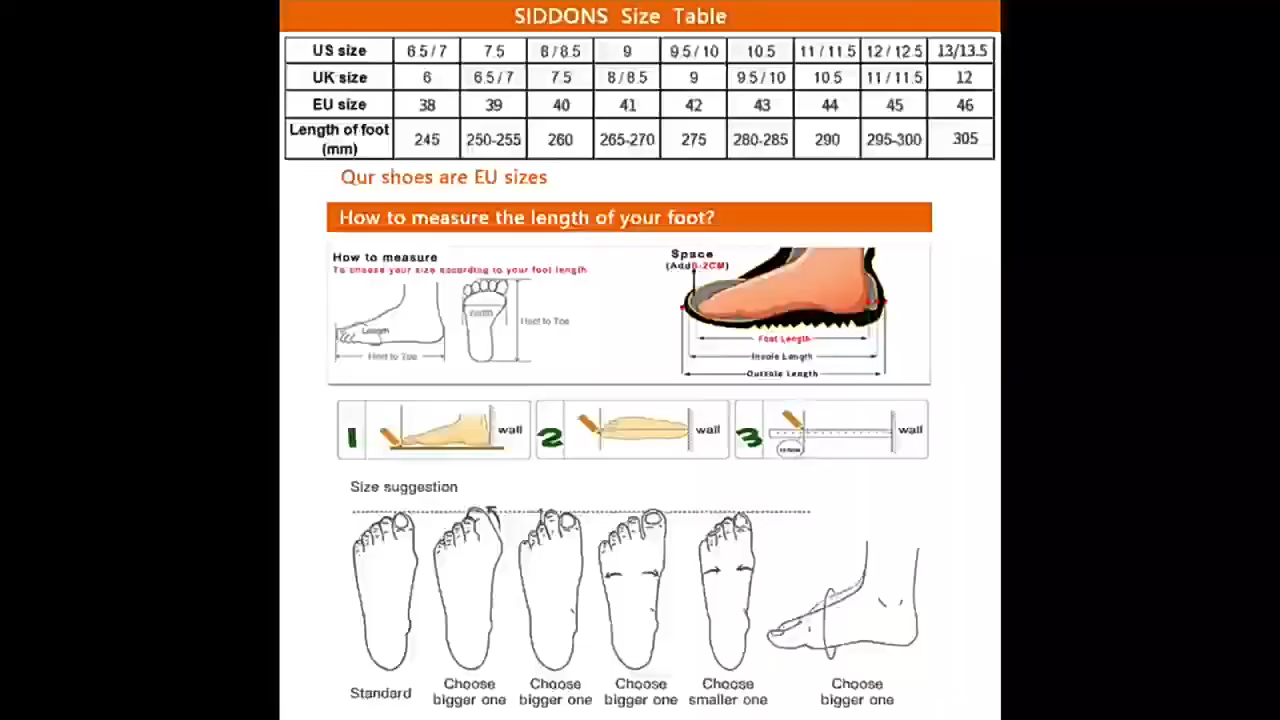 SIDDONS Size Table
US size 6.5/7 7.5 8/8.5 9 9.5/10 10.5 11/11.5 12/12.5 13/13.5
UK size 6 6.5/7 7.5 8/8.5 9 9.5/10 10.5 11/11.5 12
EU size 38 39 40 41 42 43 44 45 46
Length of foot (mm) 245 250-255 260 265-270 275 280-285 290 295-300 305
Qur shoes are EU sizes
How to measure the length of your foot?
How to measure
To choose your size according to your foot length
Space
(Add -2CM)
Length
Width
Heel to Toe
Heel to Toe
Foot Length
Insole Length
Outsole Length
1 wall 2 wall 3 wall
Size suggestion
Standard
Choose bigger one
Choose bigger one
Choose bigger one
Choose smaller one
Choose bigger one